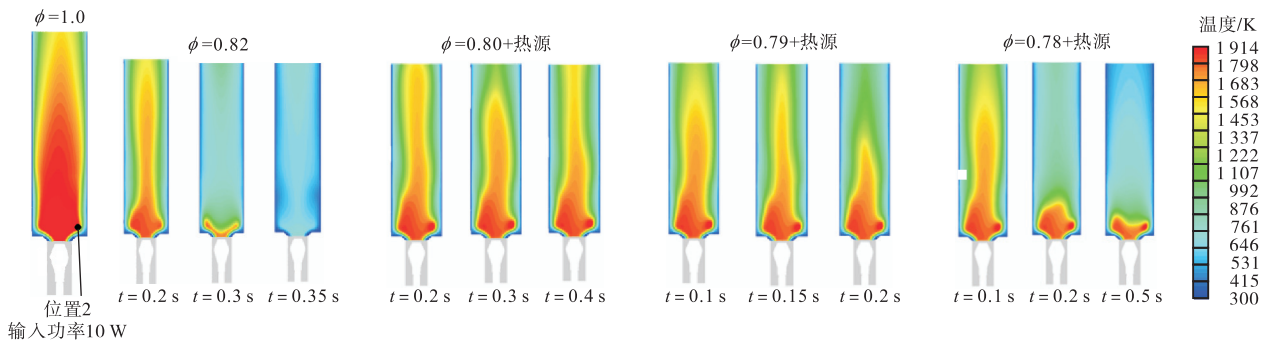 ϕ=1.0
ϕ=0.82
ϕ=0.80+热源
ϕ=0.79+热源
ϕ=0.78+热源
温度/K
1 914
1 798
1 683
1 568
1 453
1 337
1 222
1 107
992
876
761
646
531
415
300
t = 0.2 s
t = 0.3 s
t = 0.35 s
t = 0.2 s
t = 0.3 s
t = 0.4 s
t = 0.1 s
t = 0.15 s
t = 0.2 s
t = 0.1 s
t = 0.2 s
t = 0.5 s
位置2
输入功率10 W